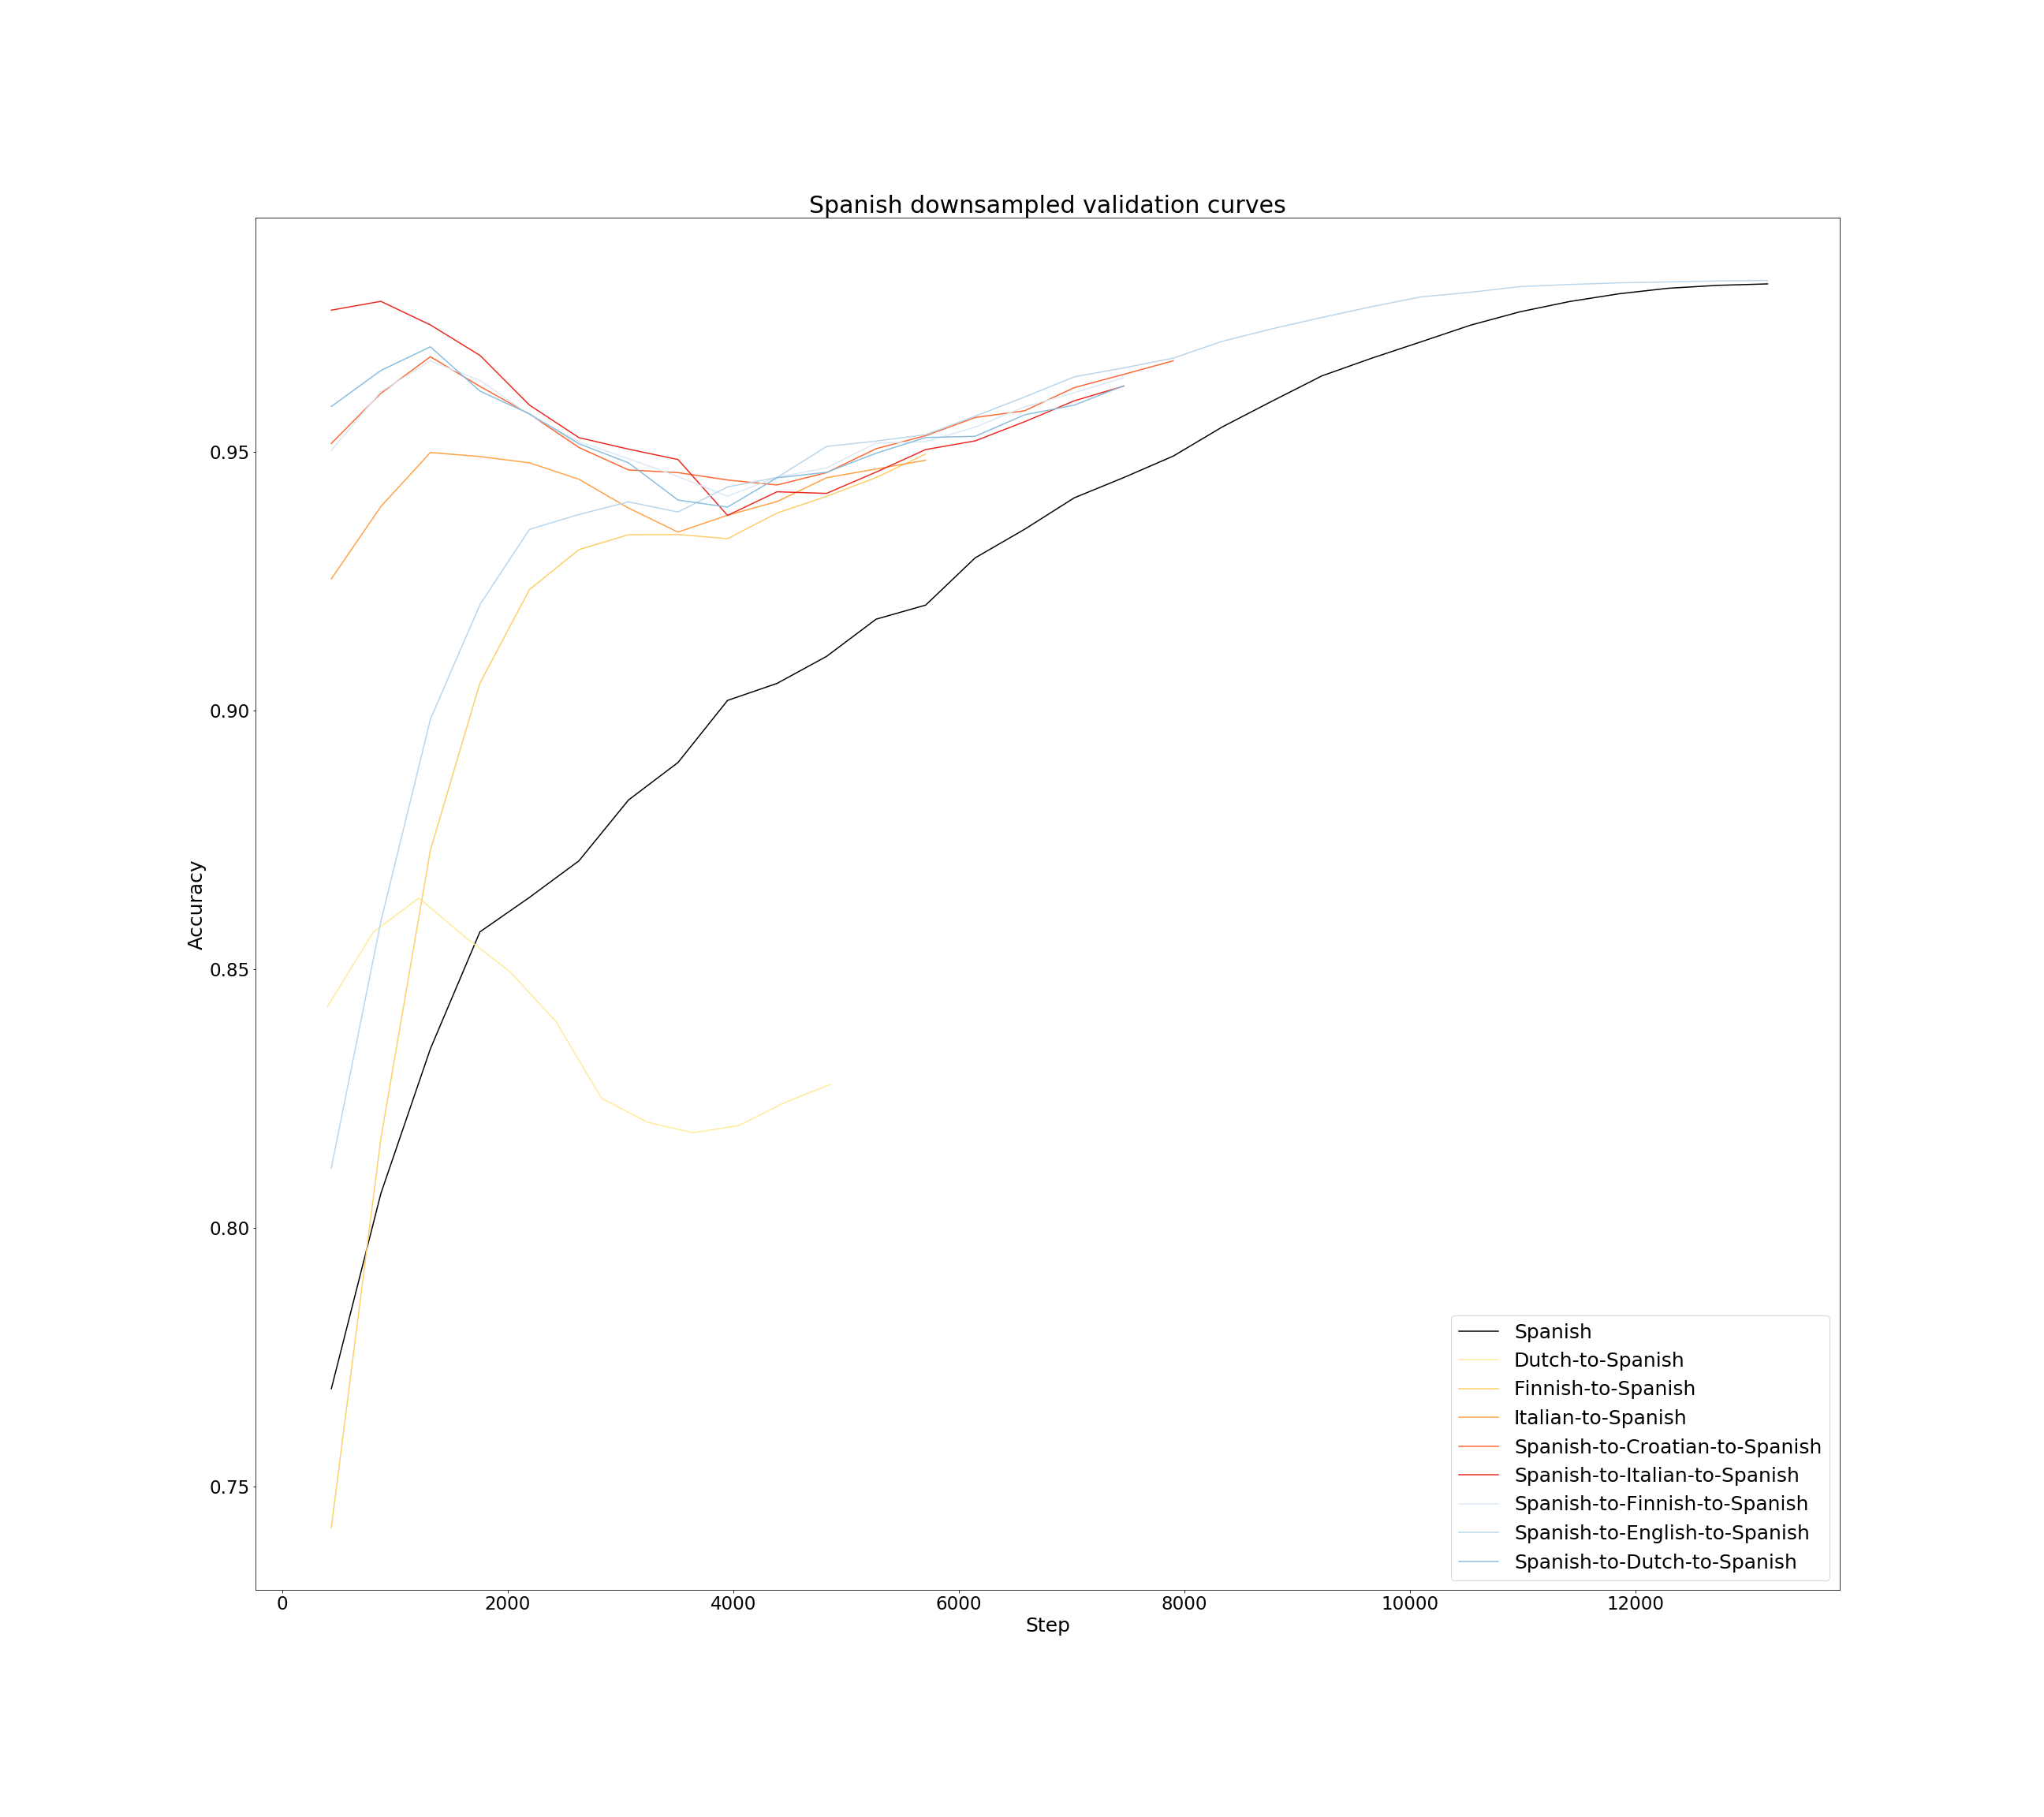 Spanish downsampled validation curves
Accuracy
0.95
0.90
0.85
0.80
0.75
0
2000
4000
6000
8000
10000
12000
Step
Spanish
Dutch-to-Spanish
Finnish-to-Spanish
Italian-to-Spanish
Spanish-to-Croatian-to-Spanish
Spanish-to-Italian-to-Spanish
Spanish-to-Finnish-to-Spanish
Spanish-to-English-to-Spanish
Spanish-to-Dutch-to-Spanish